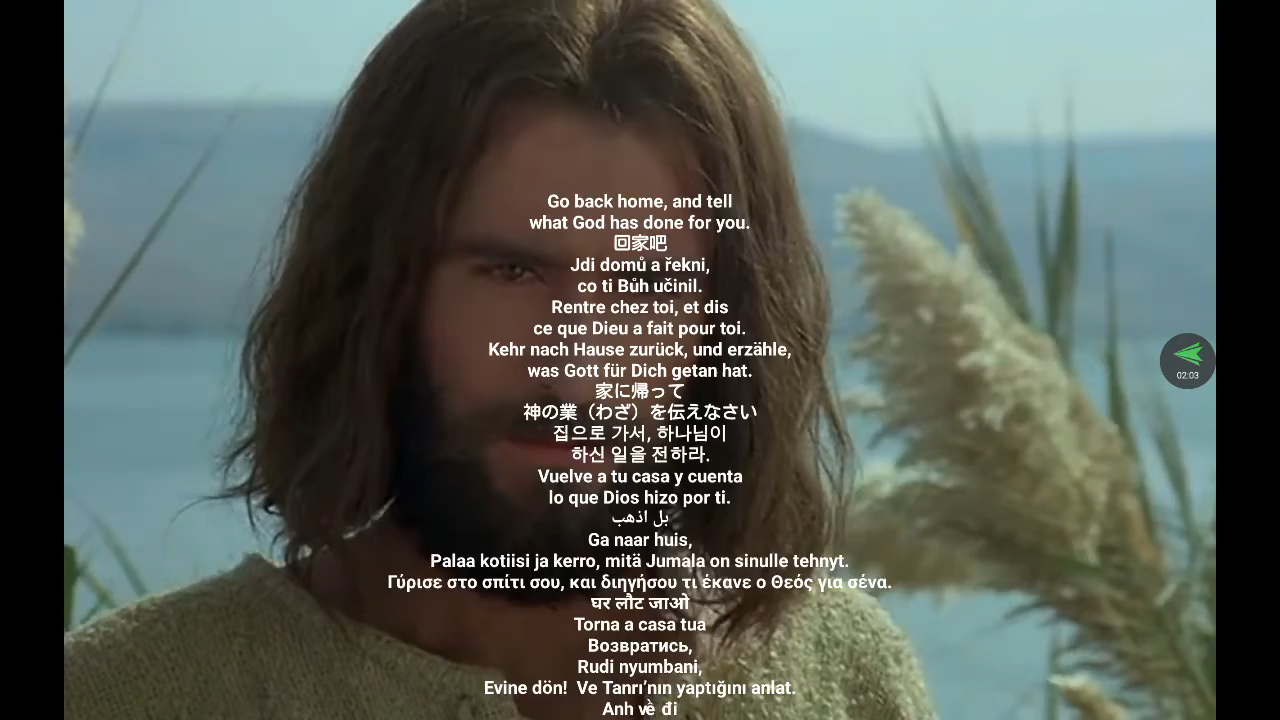 Go back home, and tell
what God has done for you.
回家吧
Jdi domů a řekni,
co ti Bůh učinil.
Rentre chez toi, et dis
ce que Dieu a fait pour toi.
Kehr nach Hause zurück, und erzähle,
was Gott für Dich getan hat.
家に帰って
神の業（わざ）を伝えなさい
집으로 가서, 하나님이
하신 일을 전하라.
Vuelve a tu casa y cuenta
lo que Dios hizo por ti.
بل اذهب
Ga naar huis,
Palaa kotiisi ja kerro, mitä Jumala on sinulle tehnyt.
Γύρισε στο σπίτι σου, και διηγήσου τι έκανε ο Θεός για σένα.
घर लौट जाओ
Torna a casa tua
Возвратись,
Rudi nyumbani,
Evine dön!  Ve Tanrı’nın yaptığını anlat.
Anh về đi
02:03